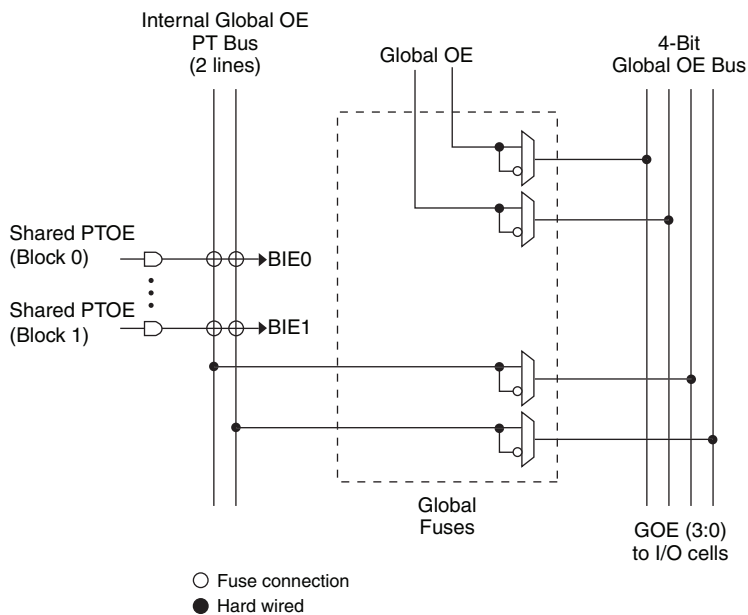 Internal Global OE
PT Bus
(2 lines)
Global OE
4-Bit
Global OE Bus
Shared PTOE
(Block 0)
BIE0
Shared PTOE
(Block 1)
BIE1
Global
Fuses
GOE (3:0)
to I/O cells
Fuse connection
Hard wired